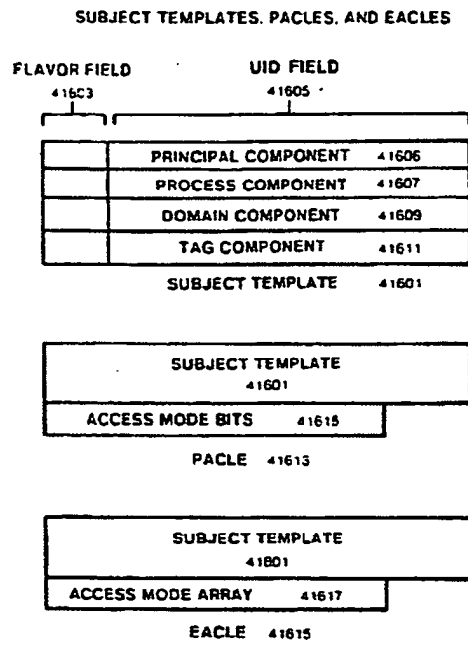 SUBJECT TEMPLATES. PACLES, AND EACLES
FLAVOR FIELD
41603
UID FIELD
41605
PRINCIPAL COMPONENT 41606
PROCESS COMPONENT 41607
DOMAIN COMPONENT 41609
TAG COMPONENT 41611
SUBJECT TEMPLATE 41601
SUBJECT TEMPLATE
41601
ACCESS MODE BITS 41615
PACLE 41613
SUBJECT TEMPLATE
41801
ACCESS MODE ARRAY 41617
EACLE 41615